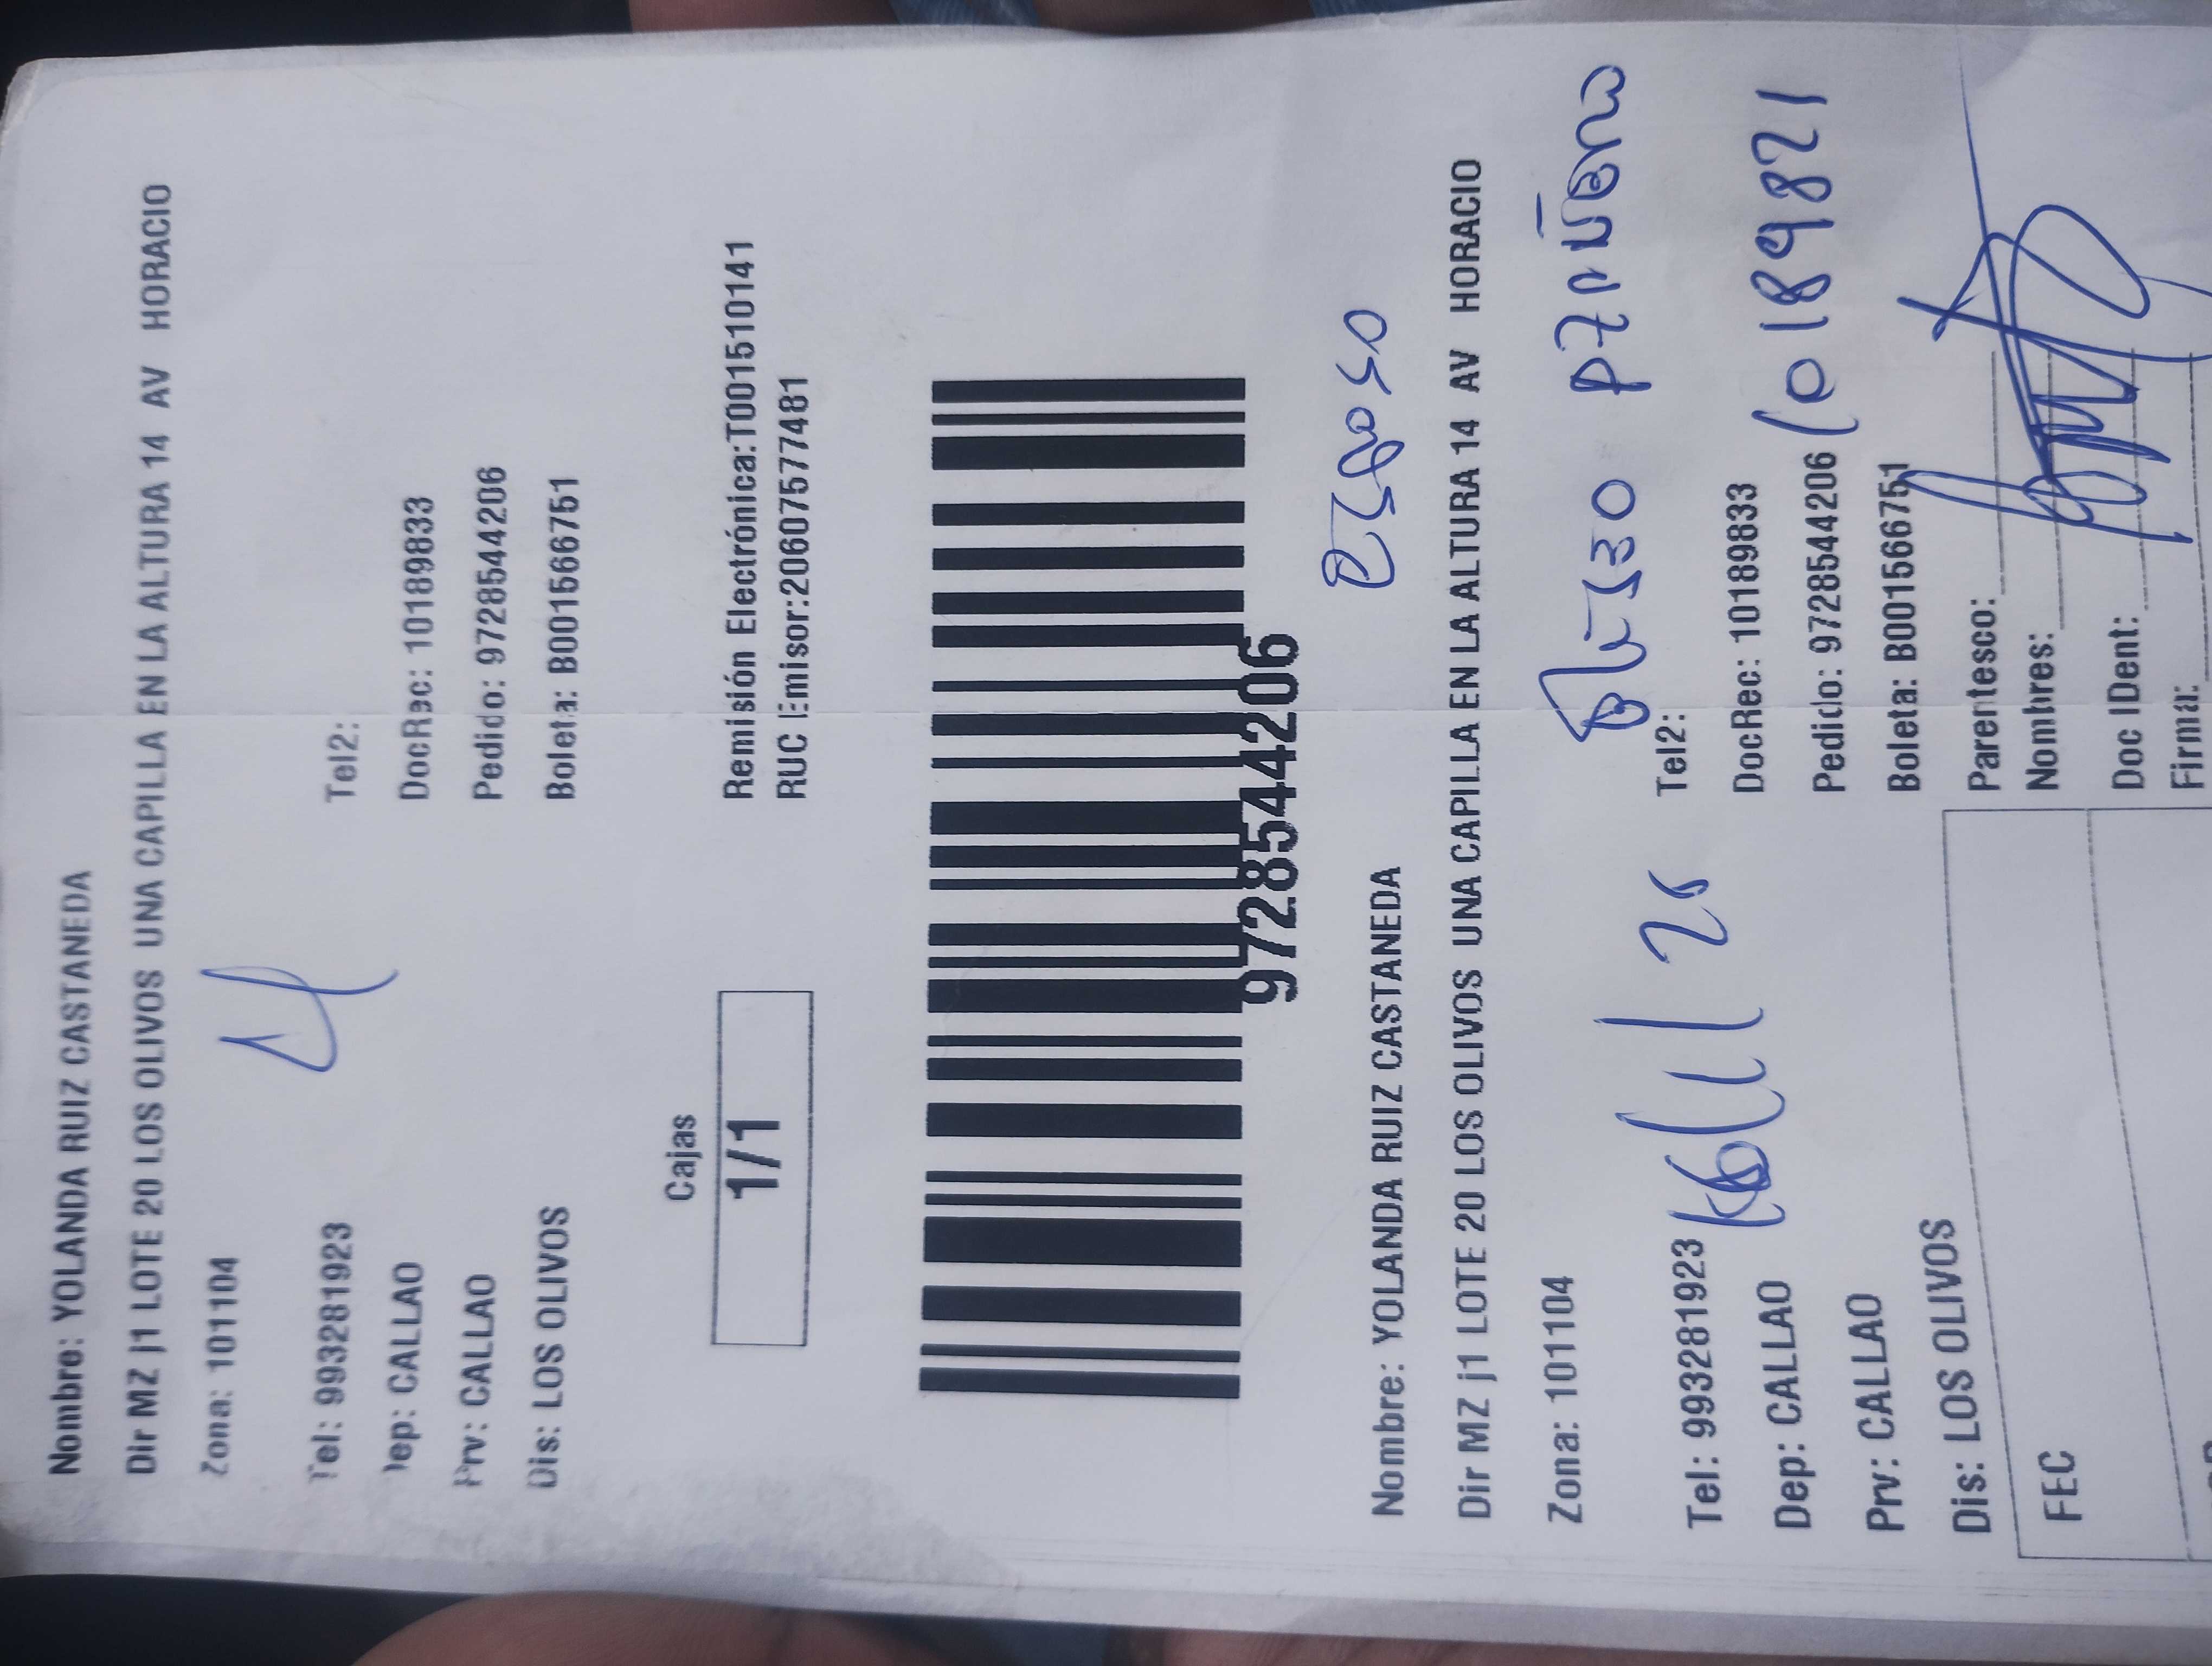 Nombre: YOLANDA RUIZ CASTANEDA
Dir MZ j1 LOTE 20 LOS OLIVOS UNA CAPILLA EN LA ALTURA 14 AV HORACIO
Zona: 101104
Tel: 993281923 Tel2:
Dep: CALLAO DocRec: 10189833
Prv: CALLAO Pedido: 9728544206
Dis: LOS OLIVOS Boleta: B001566751
Cajas
1/1
Remisión Electrónica:T001510141
RUC Emisor:20607577481
9728544206
esposo
Nombre: YOLANDA RUIZ CASTANEDA
Dir MZ j1 LOTE 20 LOS OLIVOS UNA CAPILLA EN LA ALTURA 14 AV HORACIO
Zona: 101104
Tel: 993281923 Tel2:
Dep: CALLAO DocRec: 10189833
10189821
Prv: CALLAO Pedido: 9728544206
Dis: LOS OLIVOS Boleta: B001566751
Parentesco:
FEC Nombres:
Doc IDent:
Firma: